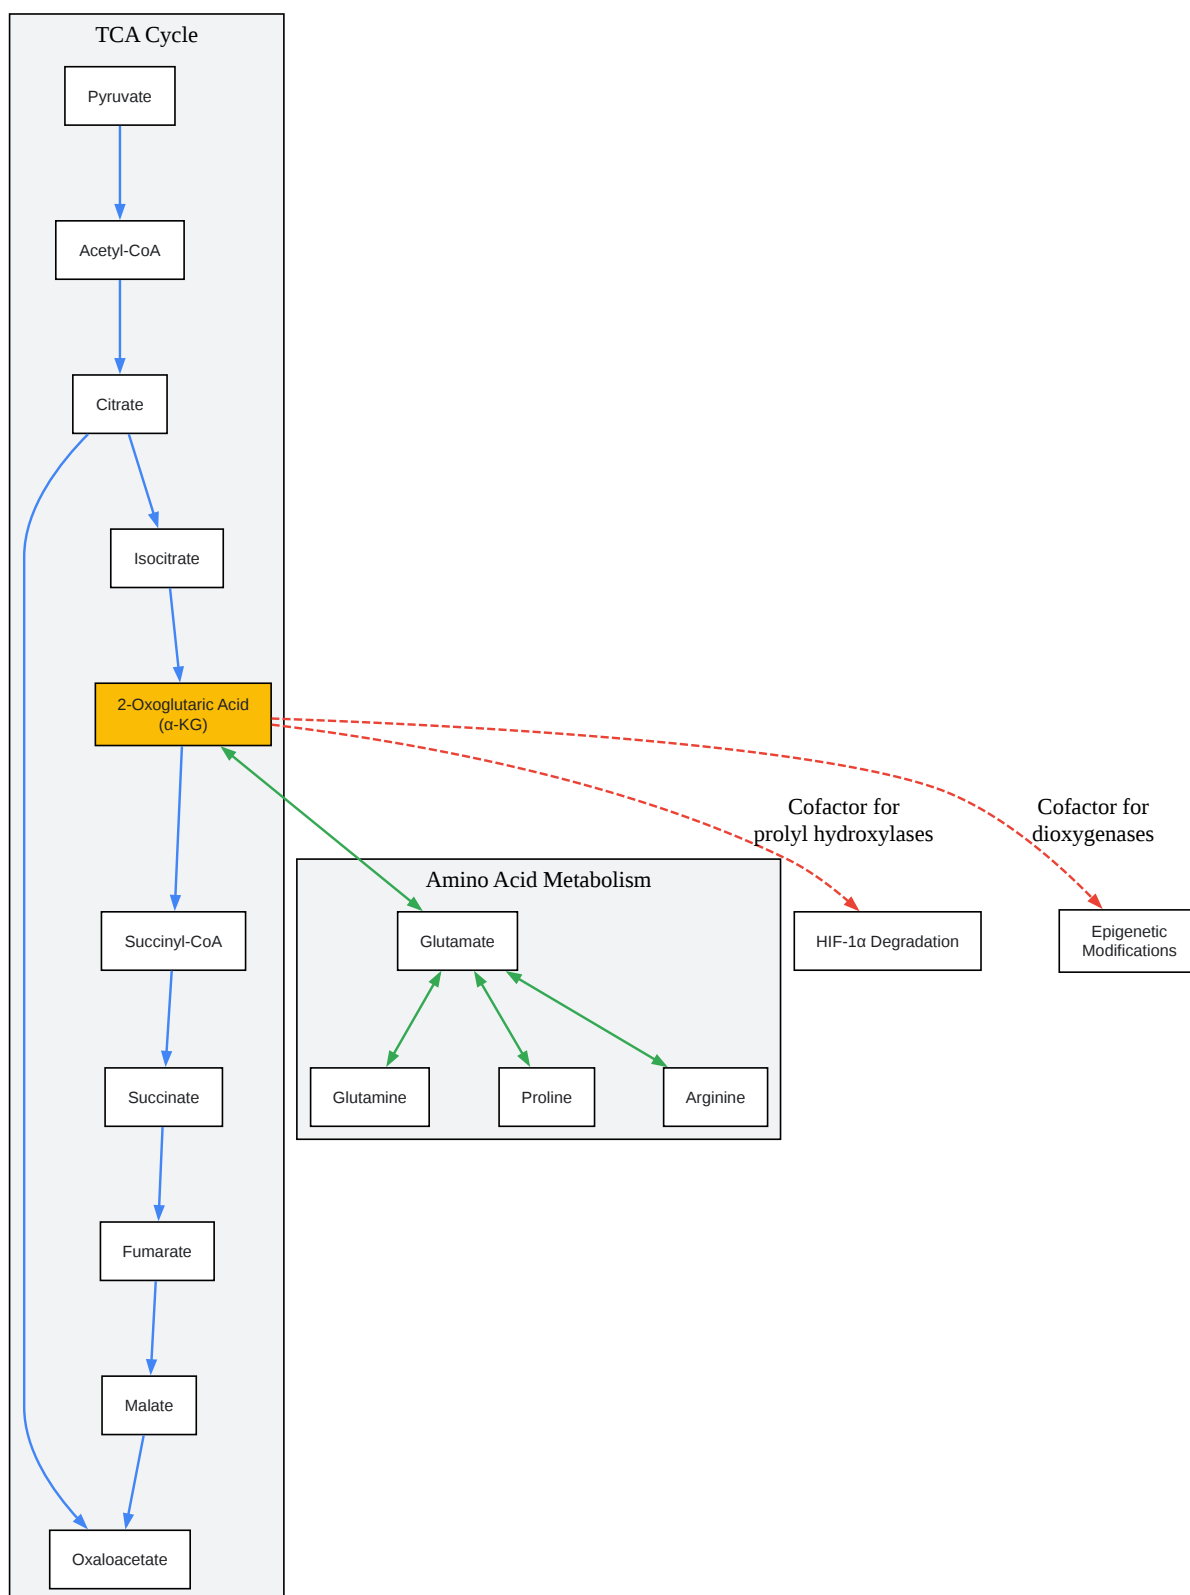 TCA Cycle
Pyruvate
Acetyl-CoA
Citrate
Isocitrate
2-Oxoglutaric Acid
(α-KG)
Cofactor for
prolyl hydroxylases
Cofactor for
dioxygenases
Amino Acid Metabolism
Succinyl-CoA
Glutamate
HIF-1α Degradation
Epigenetic
Modifications
Succinate
Glutamine
Proline
Arginine
Fumarate
Malate
Oxaloacetate